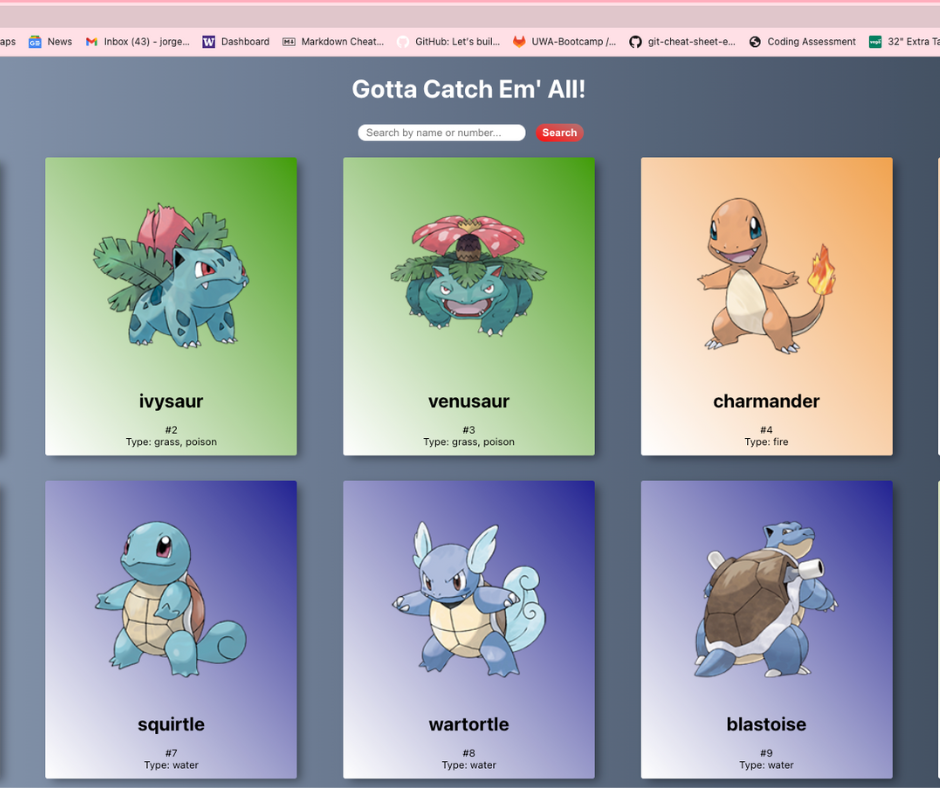 aps News Inbox (43) - jorge... W Dashboard Markdown Cheat... GitHub: Let's buil... UWA-Bootcamp /... git-cheat-sheet-e... Coding Assessment 32" Extra Ta
Gotta Catch Em' All!
Search by name or number... Search
ivysaur
#2
Type: grass, poison
venusaur
#3
Type: grass, poison
charmander
#4
Type: fire
squirtle
#7
Type: water
wartortle
#8
Type: water
blastoise
#9
Type: water